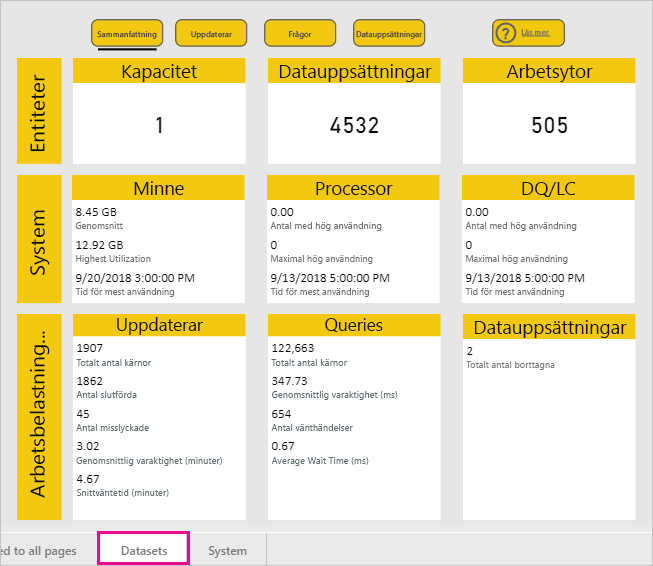 Sammanfattning
Uppdaterar
Frågor
Datauppsättningar
? Läs mer
Entiteter
Kapacitet
1
Datauppsättningar
4532
Arbetsytor
505
System
Minne
8.45 GB
Genomsnitt
12.92 GB
Highest Utilization
9/20/2018 3:00:00 PM
Tid för mest användning
Processor
0.00
Antal med hög användning
0
Maximal hög användning
9/13/2018 5:00:00 PM
Tid för mest användning
DQ/LC
0.00
Antal med hög användning
0
Maximal hög användning
9/13/2018 5:00:00 PM
Tid för mest användning
Arbetsbelastning...
Uppdaterar
1907
Totalt antal kärnor
1862
Antal slutförda
45
Antal misslyckade
3.02
Genomsnittlig varaktighet (minuter)
4.67
Snittväntetid (minuter)
Queries
122,663
Totalt antal kärnor
347.73
Genomsnittlig varaktighet (ms)
654
Antal vänthändelser
0.67
Average Wait Time (ms)
Datauppsättningar
2
Totalt antal borttagna
ed to all pages
Datasets
System